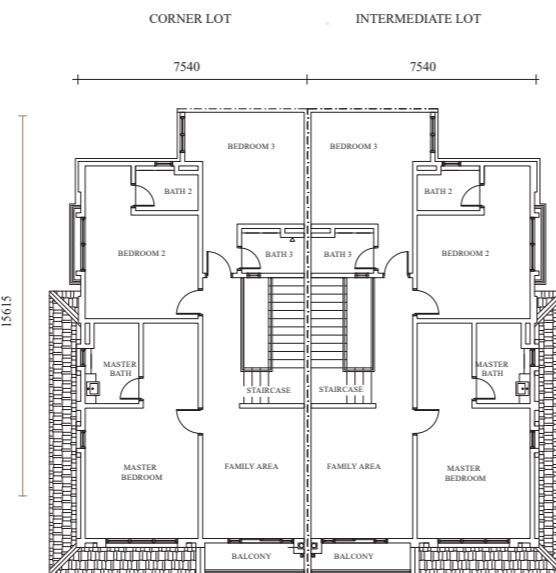 CORNER LOT INTERMEDIATE LOT
7540 7540
15615
BEDROOM 3 BEDROOM 3
BATH 2 BATH 2
BEDROOM 2 BATH 3 BATH 3 BEDROOM 2
MASTER
BATH
MASTER
BATH
STAIRCASE STAIRCASE
MASTER
BEDROOM
FAMILY AREA FAMILY AREA
MASTER
BEDROOM
BALCONY BALCONY